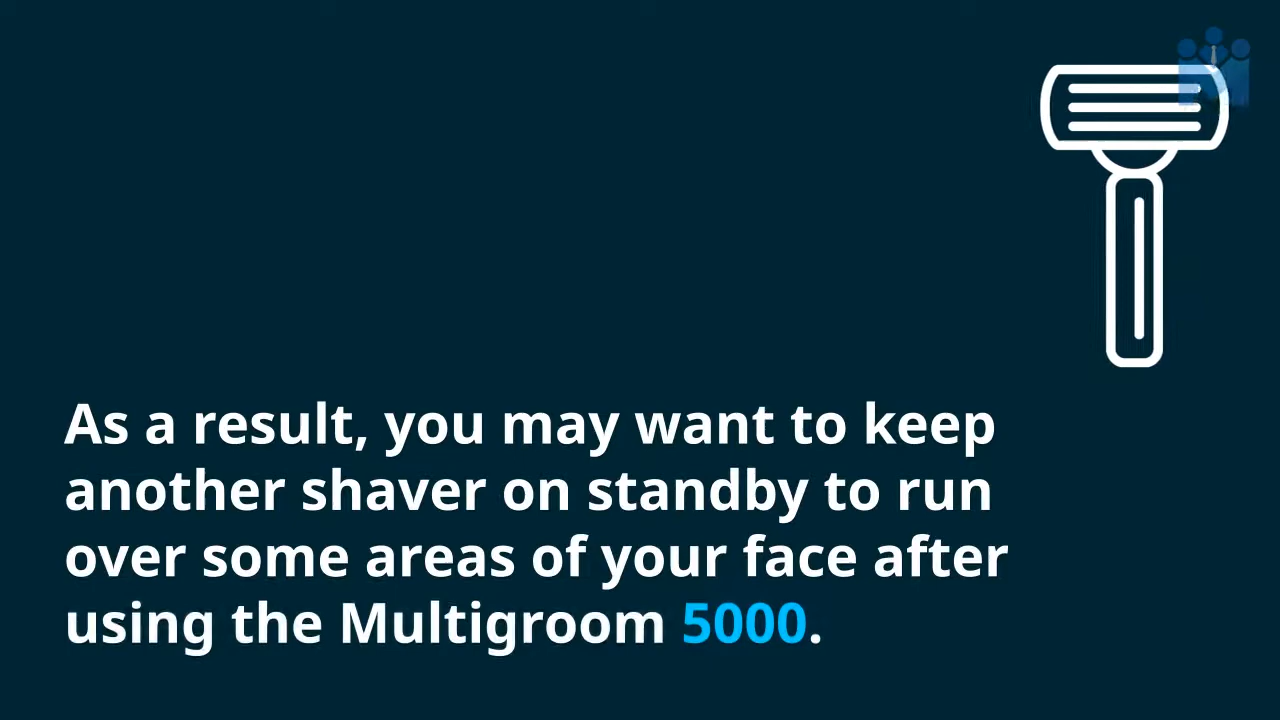 As a result, you may want to keep
another shaver on standby to run
over some areas of your face after
using the Multigroom 5000.